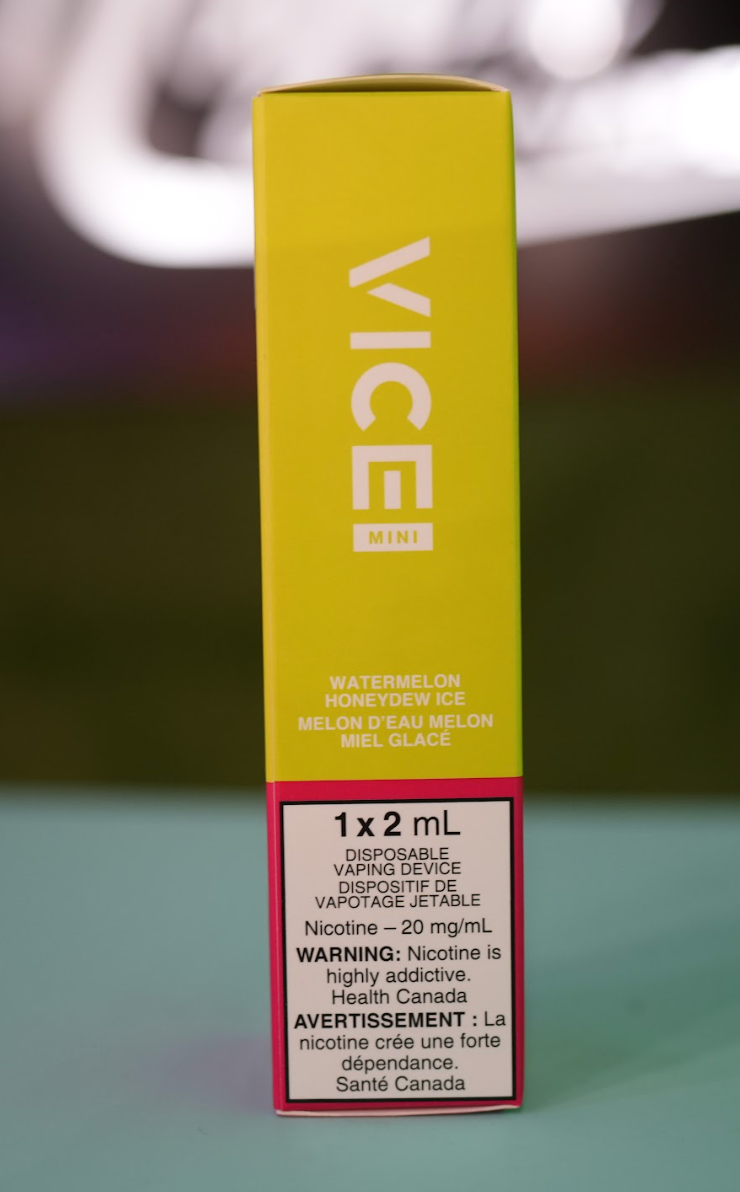 VICE
MINI
WATERMELON
HONEYDEW ICE
MELON D'EAU MELON
MIEL GLACÉ
1 x 2 mL
DISPOSABLE
VAPING DEVICE
DISPOSITIF DE
VAPOTAGE JETABLE
Nicotine – 20 mg/mL
WARNING: Nicotine is
highly addictive.
Health Canada
AVERTISSEMENT : La
nicotine crée une forte
dépendance.
Santé Canada